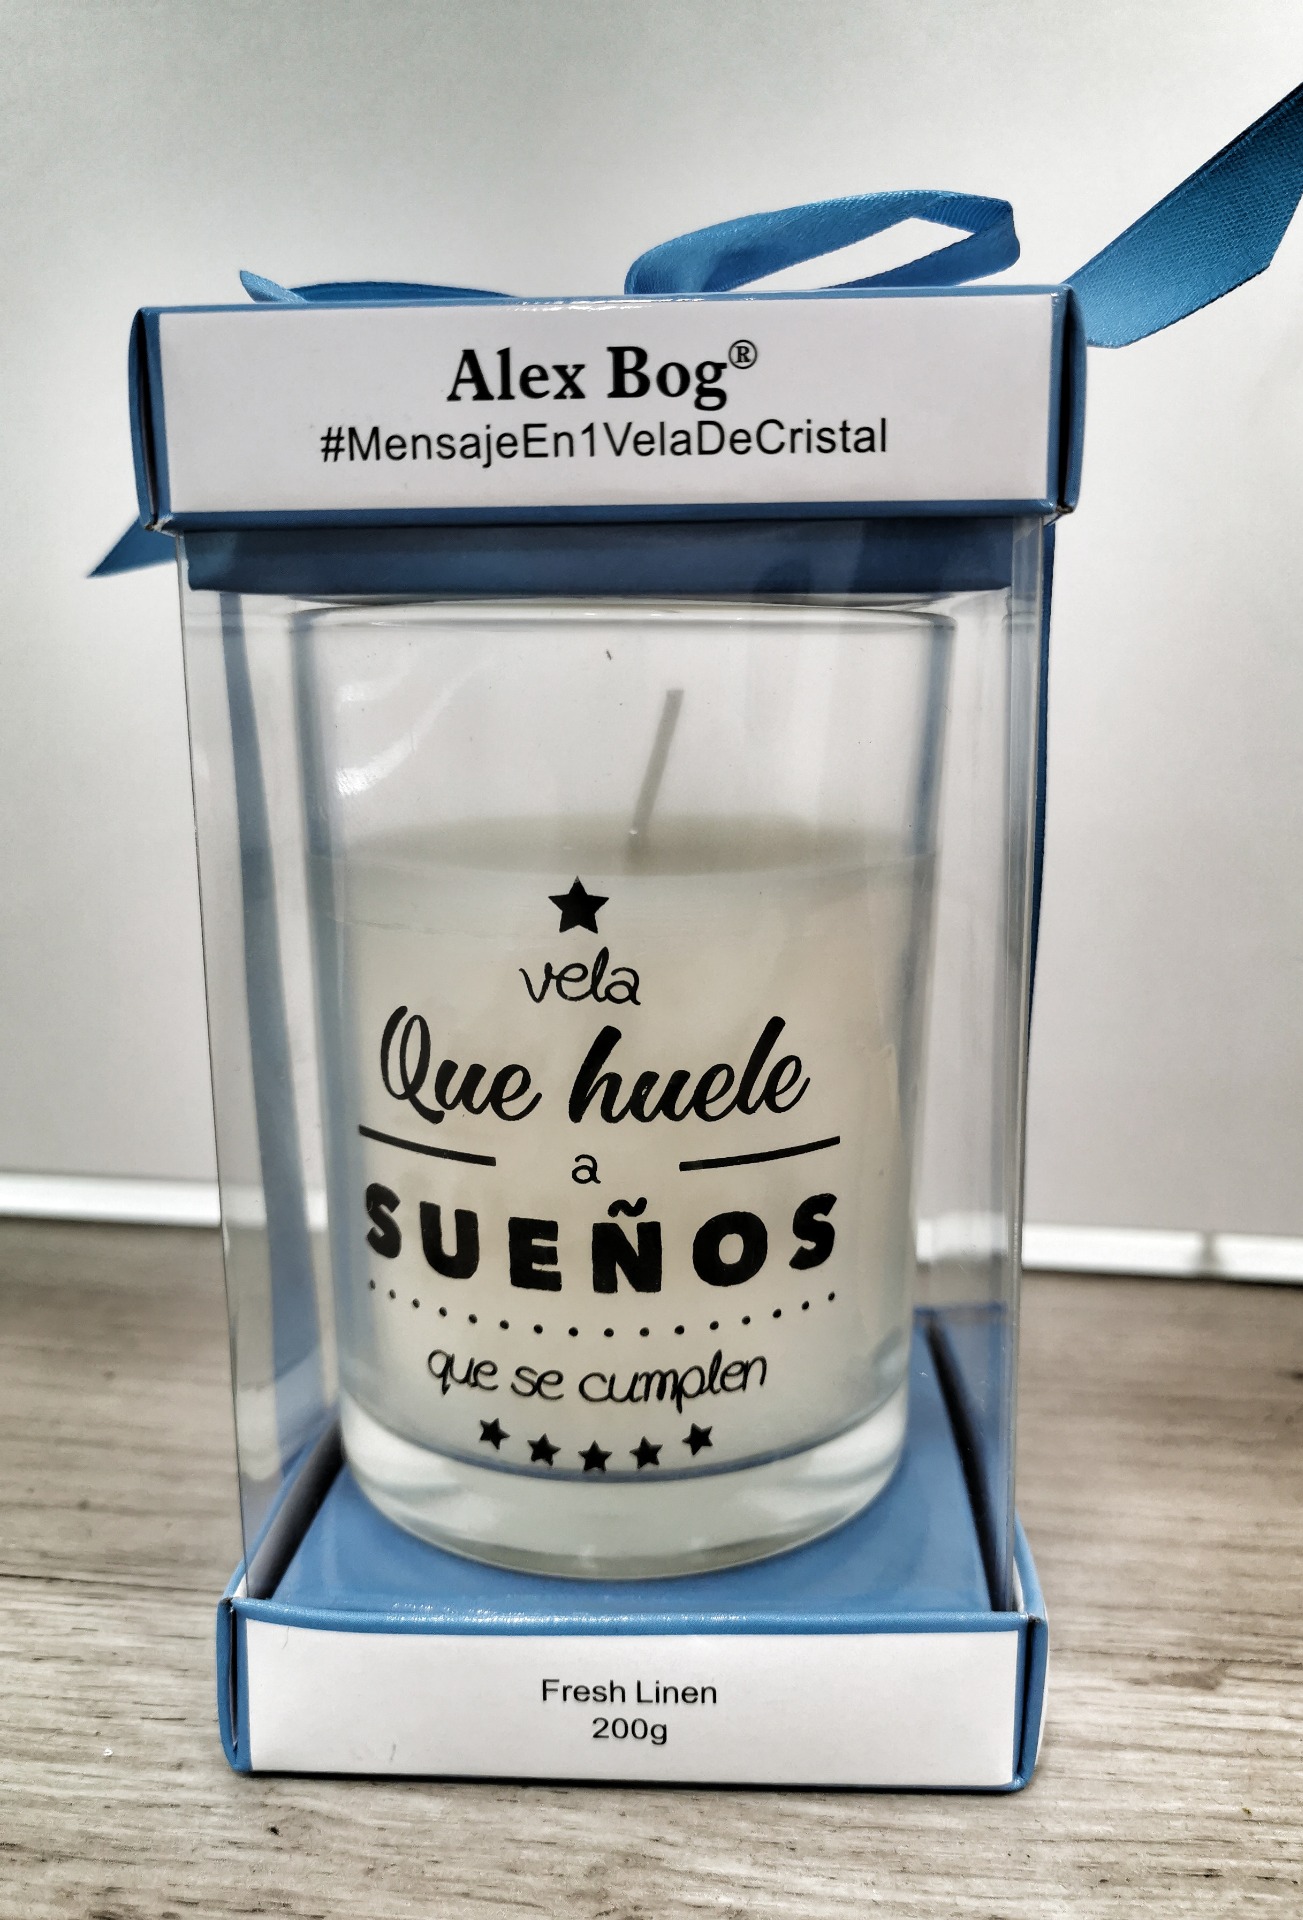 Alex Bog®
#MensajeEn1VelaDeCristal
vela
Que huele
a
SUEÑOS
que se cumplen
Fresh Linen
200g